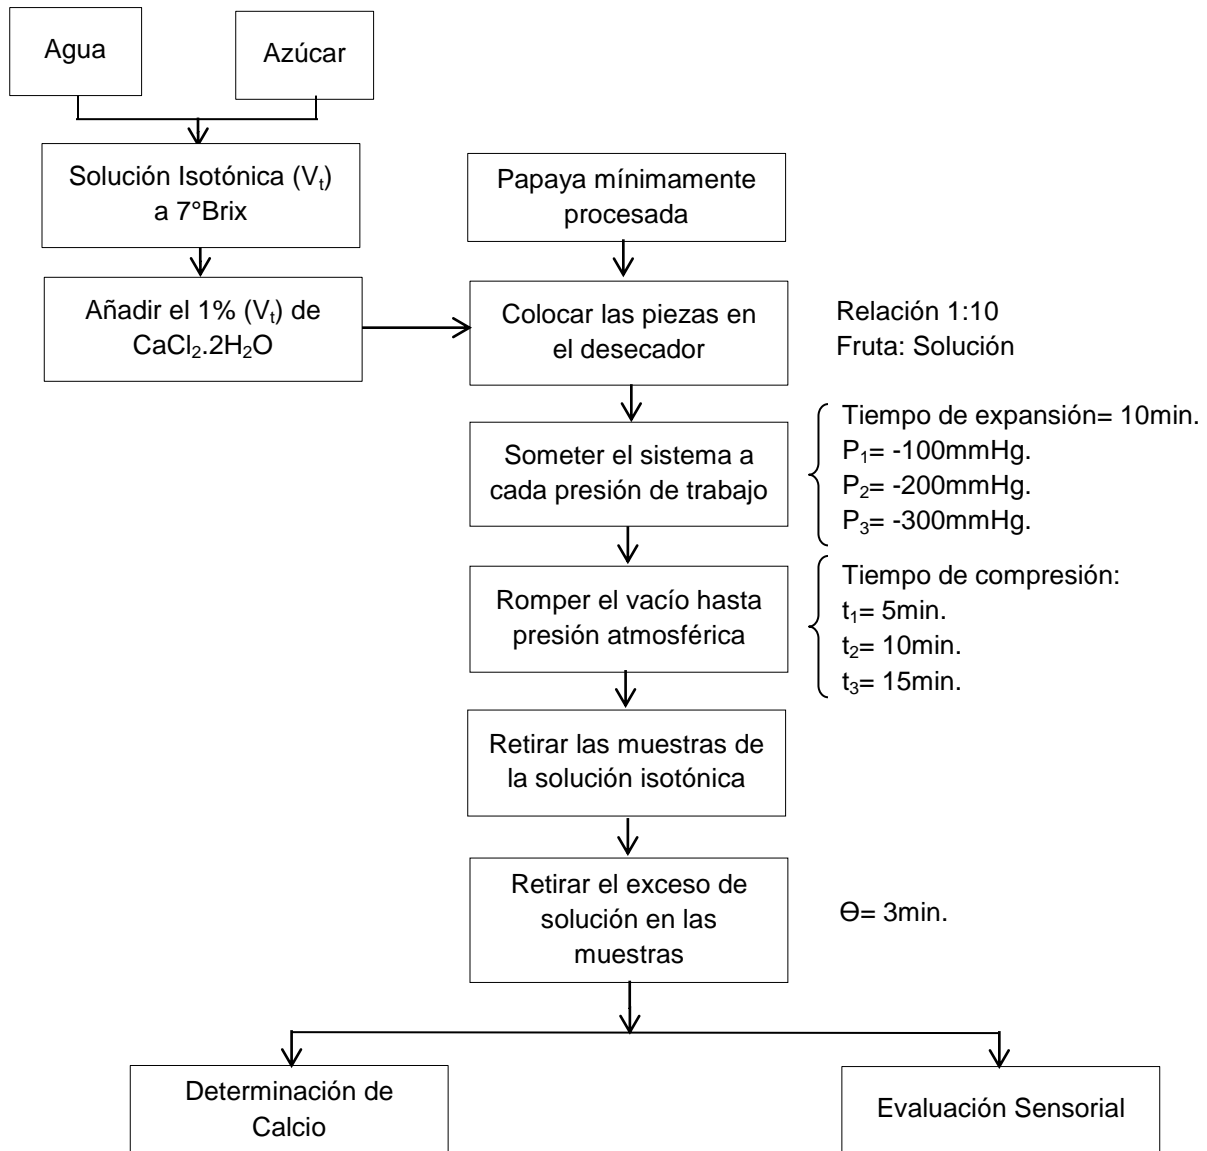 Agua
Azúcar
Solución Isotónica (Vt)
a 7°Brix
Papaya mínimamente
procesada
Añadir el 1% (Vt) de
CaCl2.2H2O
Colocar las piezas en
el desecador
Relación 1:10
Fruta: Solución
Someter el sistema a
cada presión de trabajo
Tiempo de expansión= 10min.
P1= -100mmHg.
P2= -200mmHg.
P3= -300mmHg.
Romper el vacío hasta
presión atmosférica
Tiempo de compresión:
t1= 5min.
t2= 10min.
t3= 15min.
Retirar las muestras de
la solución isotónica
Retirar el exceso de
solución en las
muestras
ϴ= 3min.
Determinación de
Calcio
Evaluación Sensorial